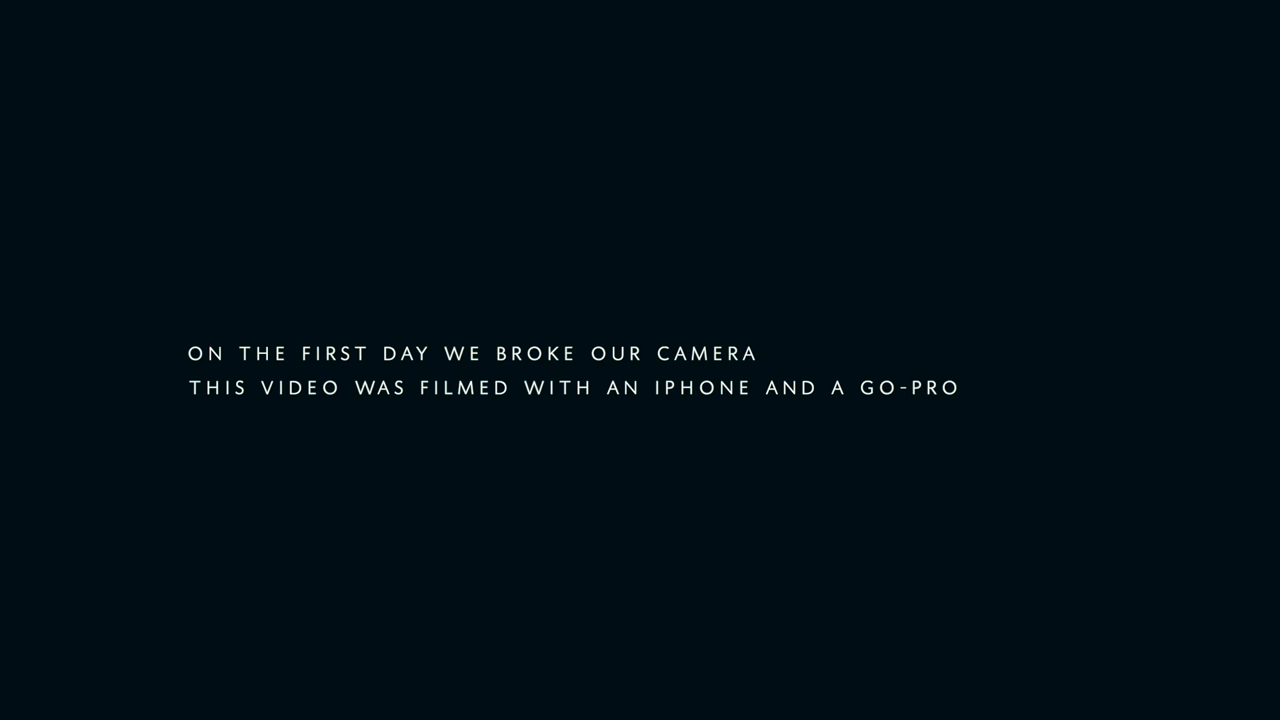 ON THE FIRST DAY WE BROKE OUR CAMERA
THIS VIDEO WAS FILMED WITH AN IPHONE AND A GO-PRO